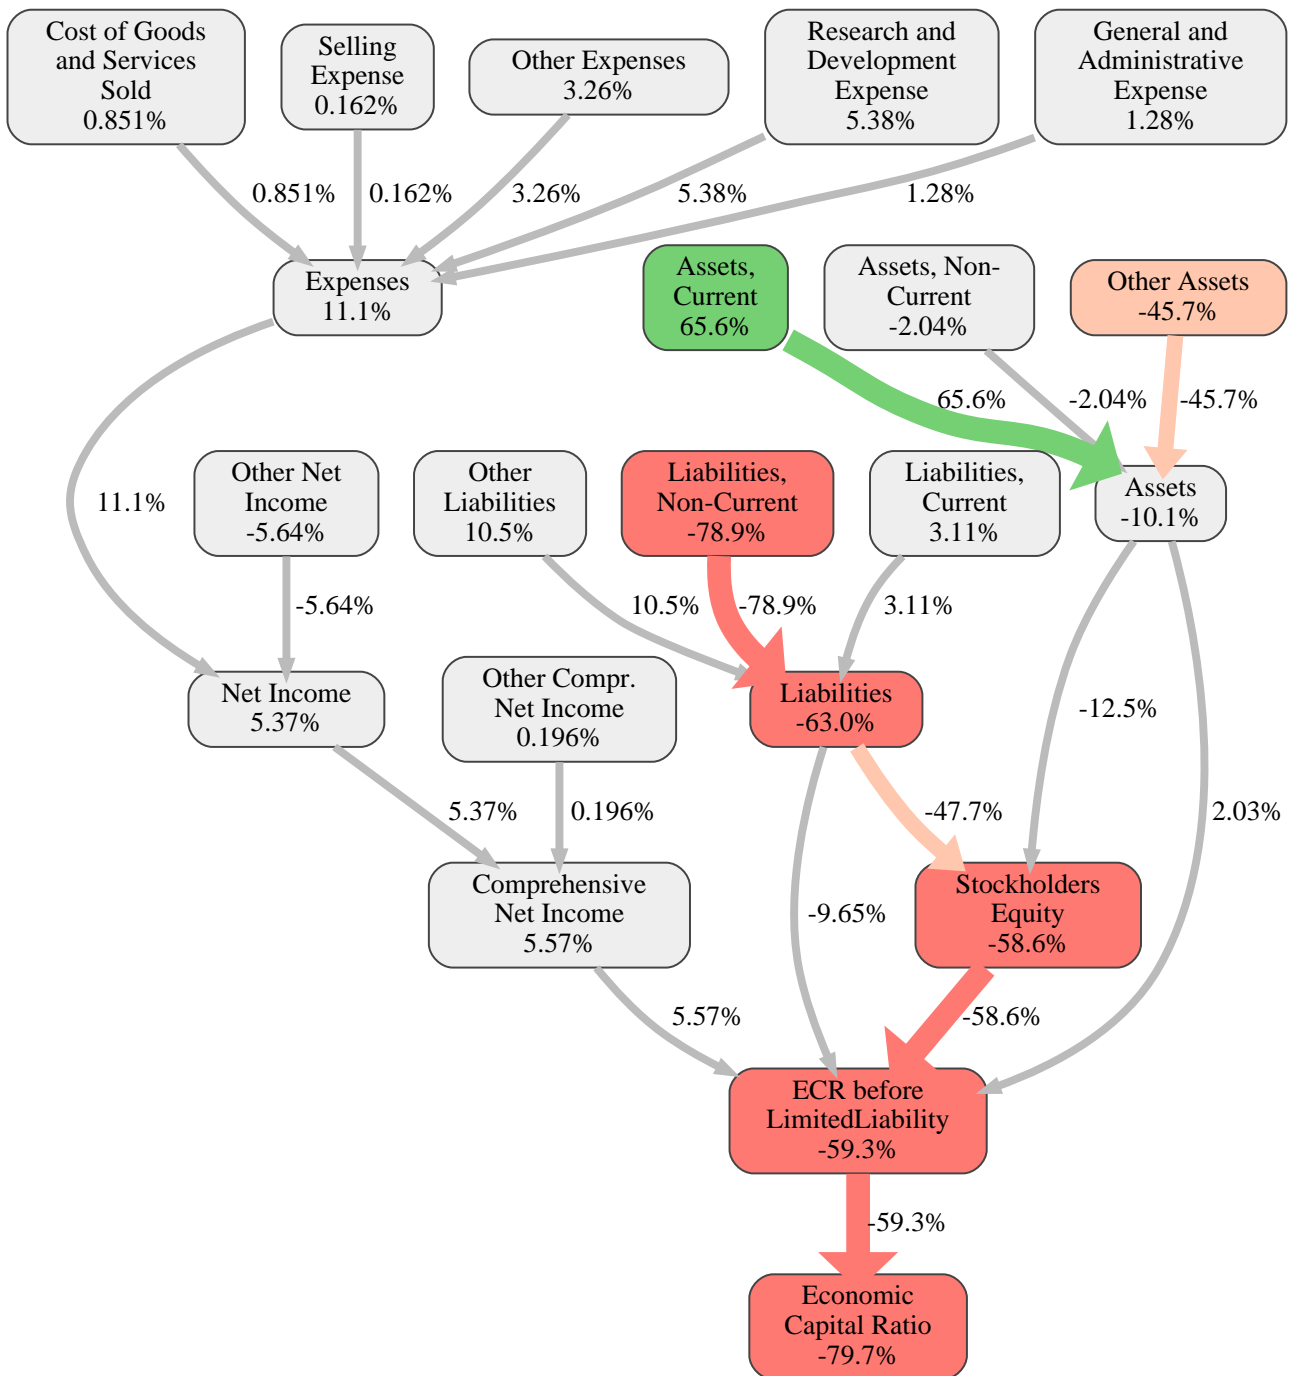 Cost of Goods
and Services
Sold
0.851%
Selling
Expense
0.162%
Other Expenses
3.26%
Research and
Development
Expense
5.38%
General and
Administrative
Expense
1.28%
0.851%
0.162%
3.26%
5.38%
1.28%
Expenses
11.1%
Assets,
Current
65.6%
Assets, Non-
Current
-2.04%
Other Assets
-45.7%
65.6%
-2.04%
-45.7%
11.1%
Other Net
Income
-5.64%
Other
Liabilities
10.5%
Liabilities,
Non-Current
-78.9%
Liabilities,
Current
3.11%
Assets
-10.1%
-5.64%
10.5%
-78.9%
3.11%
Net Income
5.37%
Other Compr.
Net Income
0.196%
Liabilities
-63.0%
-12.5%
5.37%
0.196%
-47.7%
2.03%
Comprehensive
Net Income
5.57%
-9.65%
Stockholders
Equity
-58.6%
5.57%
-58.6%
ECR before
LimitedLiability
-59.3%
-59.3%
Economic
Capital Ratio
-79.7%